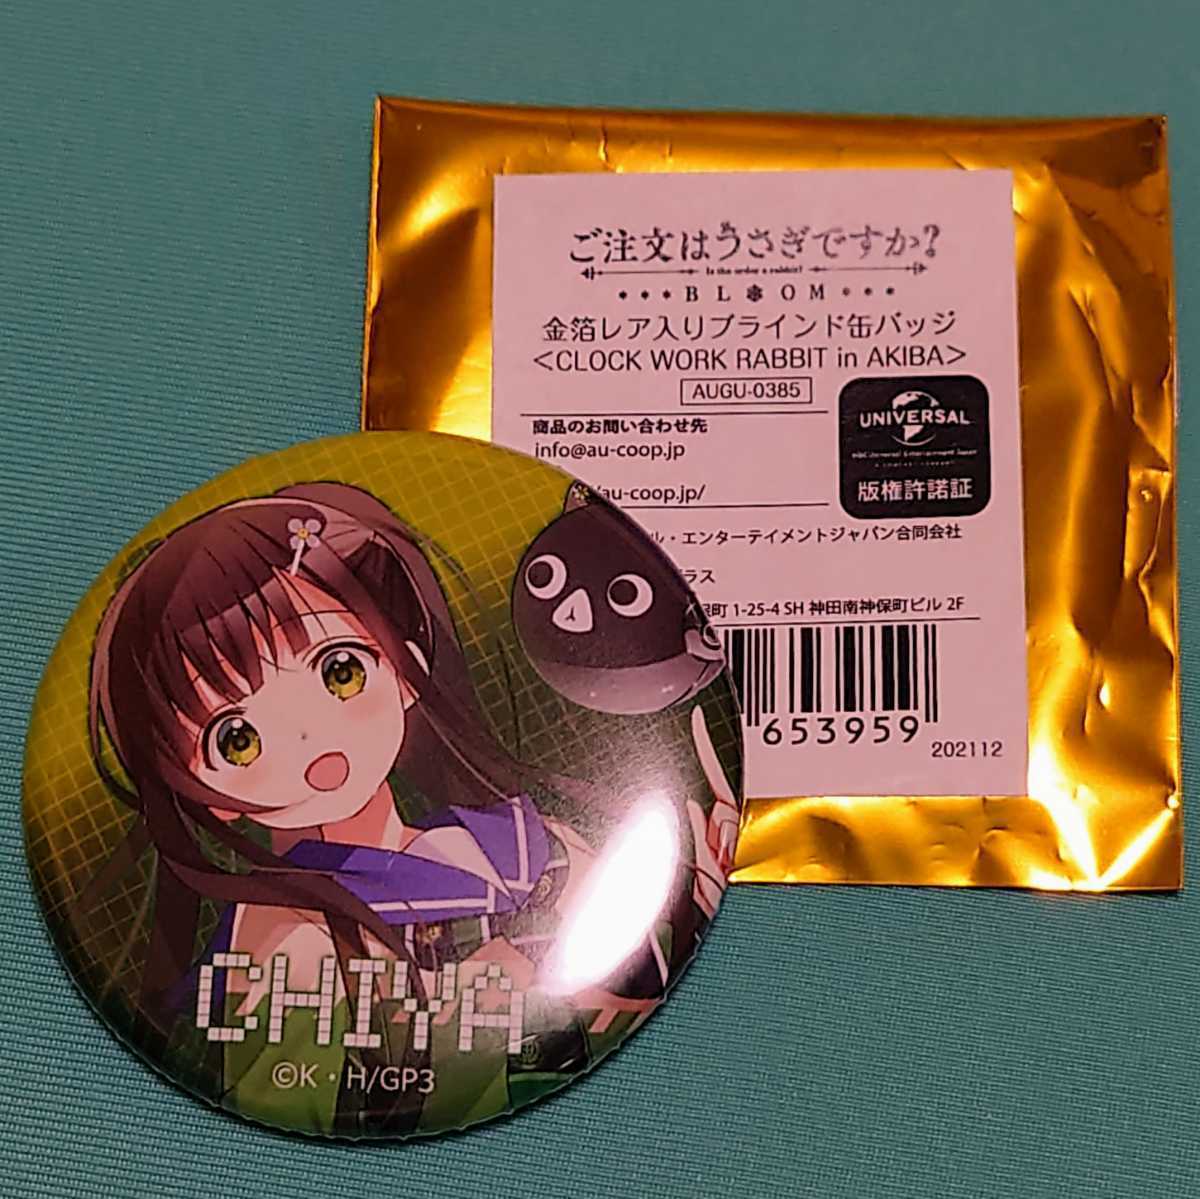 ご注文はうさぎですか?
Is the order a rabbit?
BLOOM
金箔レア入りブラインド缶バッジ
<CLOCK WORK RABBIT in AKIBA>
AUGU-0385
商品のお問い合わせ先
info@au-coop.jp
/au-coop.jp/
UNIVERSAL
NBCUniversal Entertainment Japan
版権許諾証
ル・エンターテイメントジャパン合同会社
ラス
保町 1-25-4 SH 神田南神保町ビル 2F
653959
202112
CHIYA
©K・H/GP3